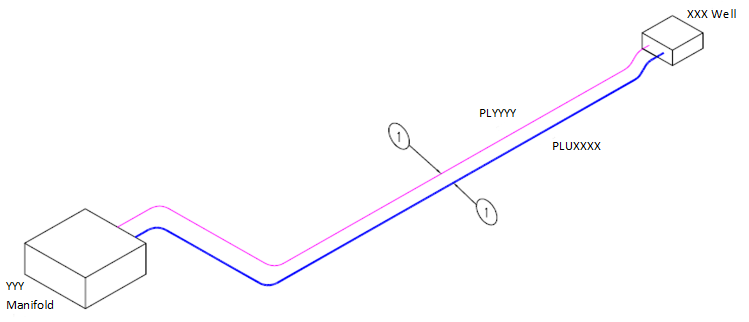 XXX Well
PLYYYY
PLUXXXX
1
1
YYY
Manifold